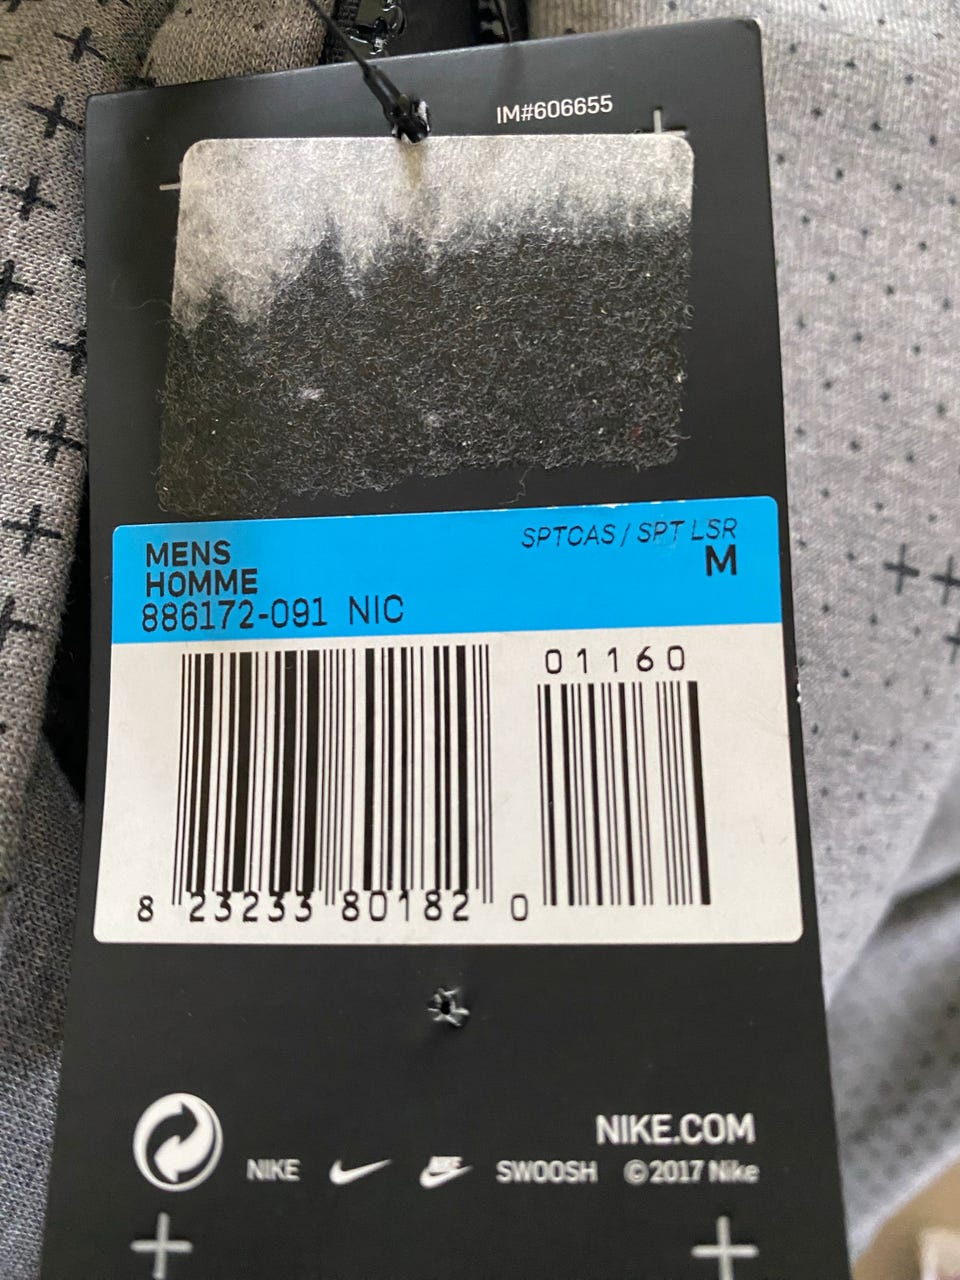 IM#606655
SPTCAS / SPT LSR
MENS
M
HOMME
886172-091 NIC
01160
8 23233 80182 0
NIKE.COM
NIKE SWOOSH © 2017 Nike